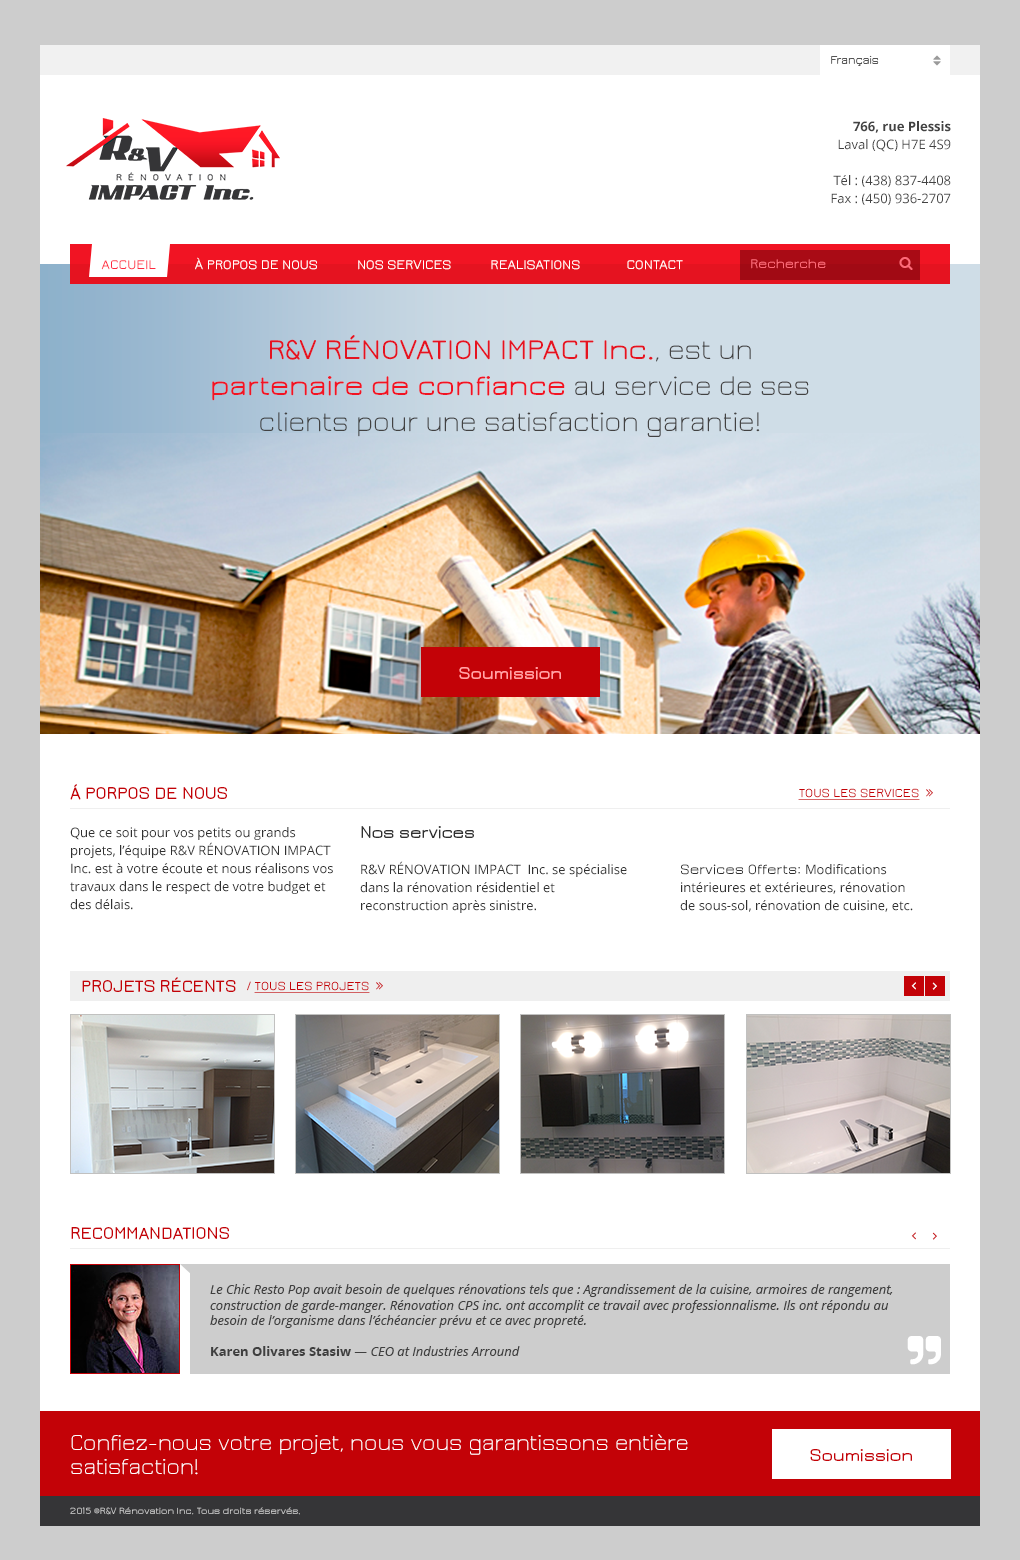 Français
R&V
RÉNOVATION
IMPACT Inc.
766, rue Plessis
Laval (QC) H7E 4S9
Tél : (438) 837-4408
Fax : (450) 936-2707
ACCUEIL
À PROPOS DE NOUS
NOS SERVICES
REALISATIONS
CONTACT
Recherche
R&V RÉNOVATION IMPACT Inc., est un
partenaire de confiance au service de ses
clients pour une satisfaction garantie!
Soumission
Á PORPOS DE NOUS
TOUS LES SERVICES »
Que ce soit pour vos petits ou grands
projets, l’équipe R&V RÉNOVATION IMPACT
Inc. est à votre écoute et nous réalisons vos
travaux dans le respect de votre budget et
des délais.
Nos services
R&V RÉNOVATION IMPACT  Inc. se spécialise
dans la rénovation résidentiel et
reconstruction après sinistre.
Services Offerts: Modifications
intérieures et extérieures, rénovation
de sous-sol, rénovation de cuisine, etc.
PROJETS RÉCENTS / TOUS LES PROJETS »
‹ ›
RECOMMANDATIONS
‹ ›
Le Chic Resto Pop avait besoin de quelques rénovations tels que : Agrandissement de la cuisine, armoires de rangement,
construction de garde-manger. Rénovation CPS inc. ont accomplit ce travail avec professionnalisme. Ils ont répondu au
besoin de l’organisme dans l’échéancier prévu et ce avec propreté.
Karen Olivares Stasiw — CEO at Industries Arround
Confiez-nous votre projet, nous vous garantissons entière
satisfaction!
Soumission
2015 ©R&V Rénovation Inc. Tous droits réservés.